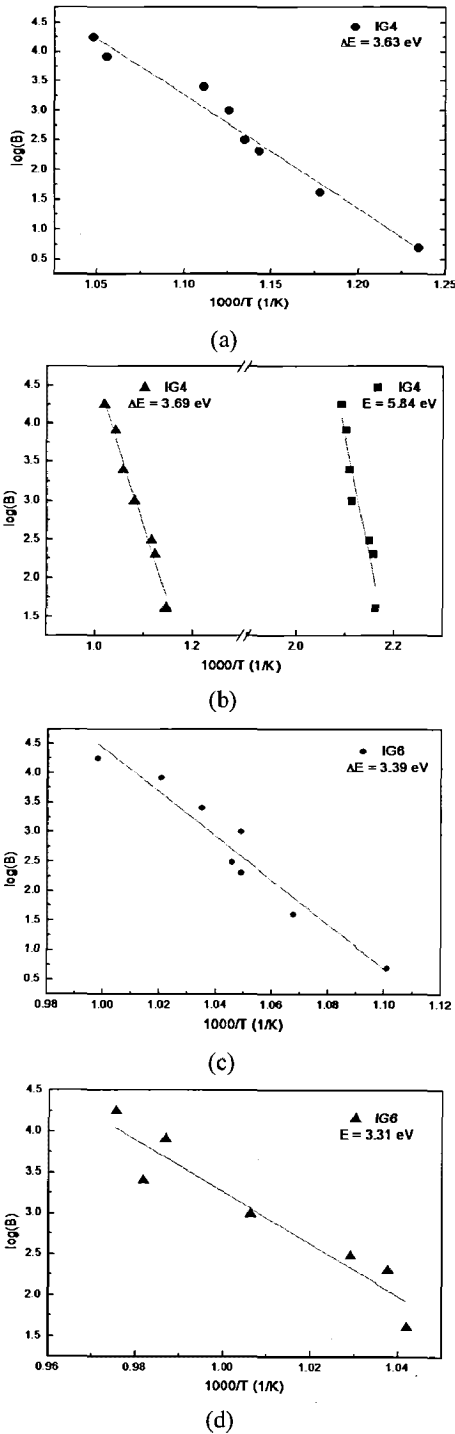 4.5
4.0
3.5
3.0
2.5
2.0
1.5
1.0
0.5
log(B)
IG4
ΔE = 3.63 eV
1.05 1.10 1.15 1.20 1.25
1000/T (1/K)
(a)
4.5
4.0
3.5
3.0
2.5
2.0
1.5
log(B)
IG4
ΔE = 3.69 eV
IG4
E = 5.84 eV
1.0 1.2 2.0 2.2
1000/T (1/K)
(b)
4.5
4.0
3.5
3.0
2.5
2.0
1.5
1.0
0.5
log(B)
IG6
ΔE = 3.39 eV
0.98 1.00 1.02 1.04 1.06 1.08 1.10 1.12
1000/T (1/K)
(c)
4.5
4.0
3.5
3.0
2.5
2.0
1.5
log(B)
IG6
E = 3.31 eV
0.96 0.98 1.00 1.02 1.04
1000/T (1/K)
(d)